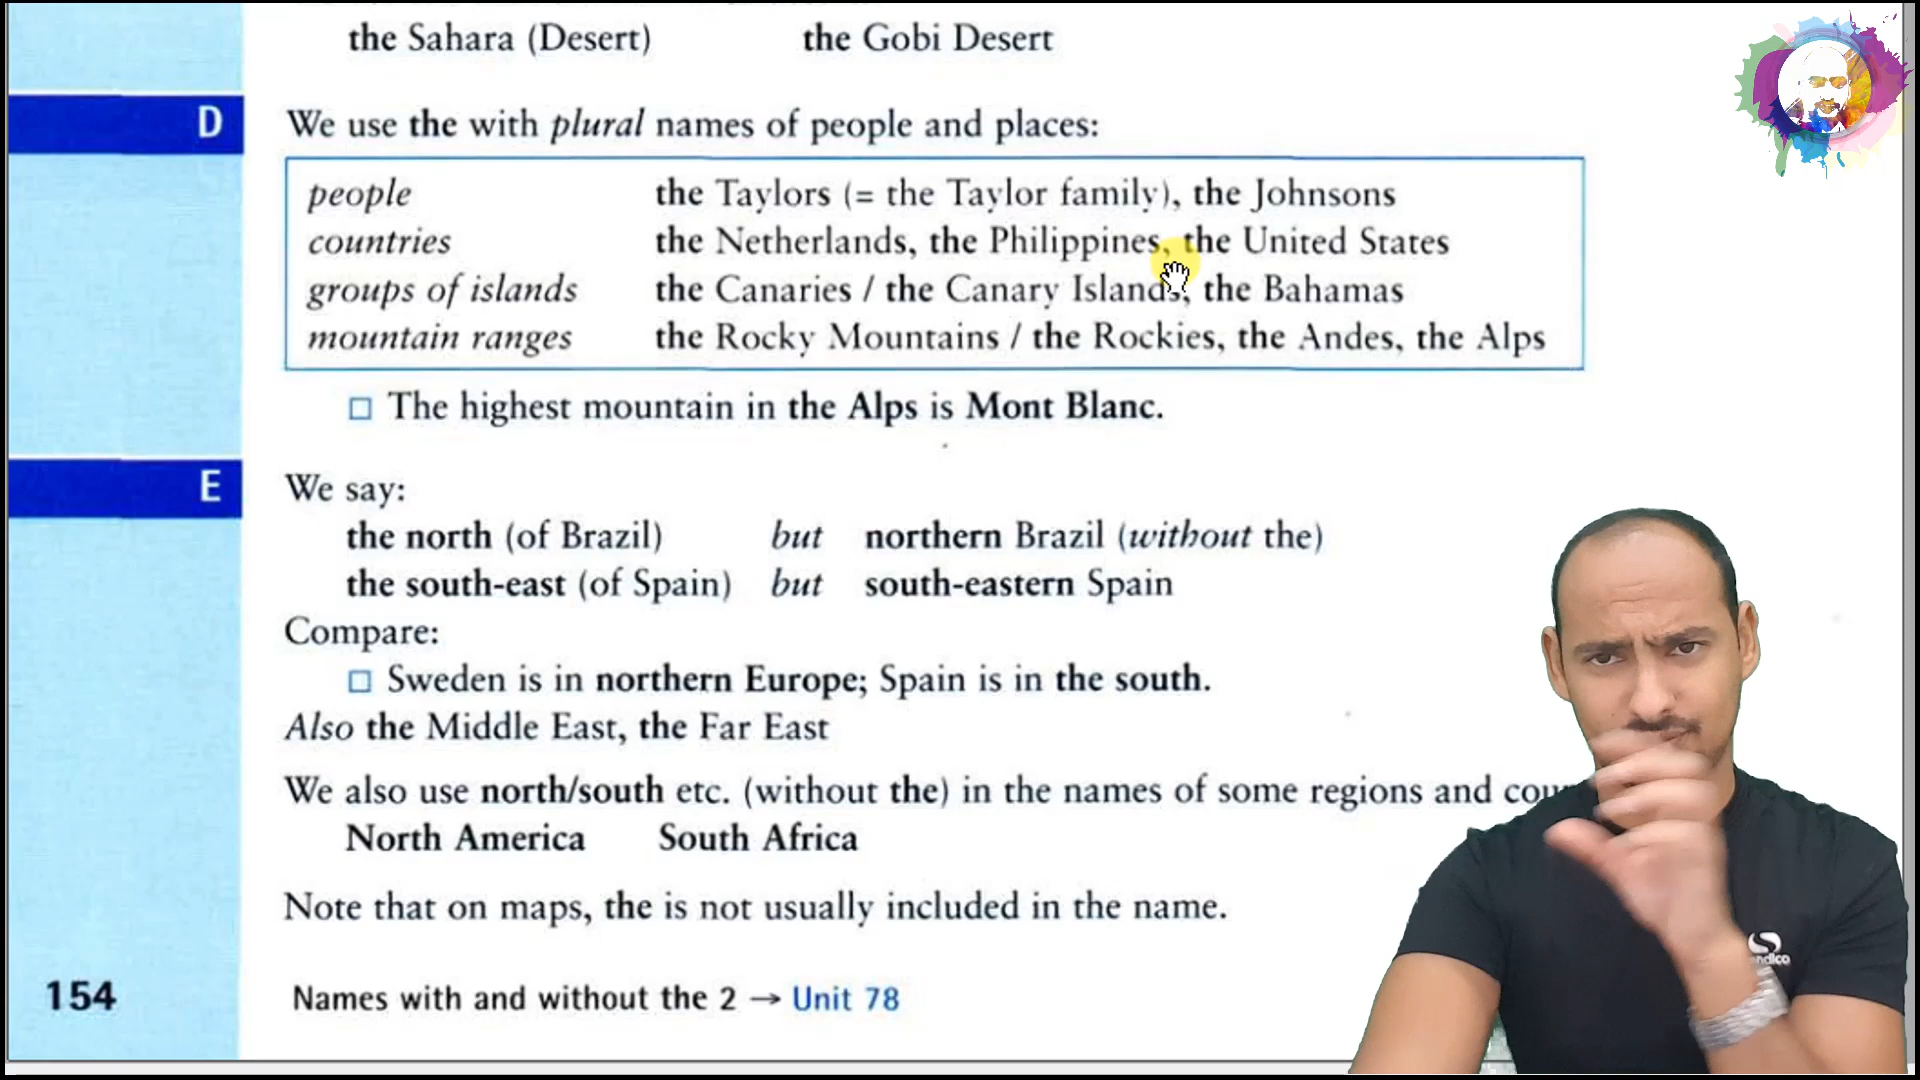 the Sahara (Desert) the Gobi Desert
D We use the with plural names of people and places:
people the Taylors (= the Taylor family), the Johnsons
countries the Netherlands, the Philippines, the United States
groups of islands the Canaries / the Canary Islands, the Bahamas
mountain ranges the Rocky Mountains / the Rockies, the Andes, the Alps
□ The highest mountain in the Alps is Mont Blanc.
E We say:
the north (of Brazil) but northern Brazil (without the)
the south-east (of Spain) but south-eastern Spain
Compare:
□ Sweden is in northern Europe; Spain is in the south.
Also the Middle East, the Far East
We also use north/south etc. (without the) in the names of some regions and
North America South Africa
Note that on maps, the is not usually included in the name.
154 Names with and without the 2 → Unit 78